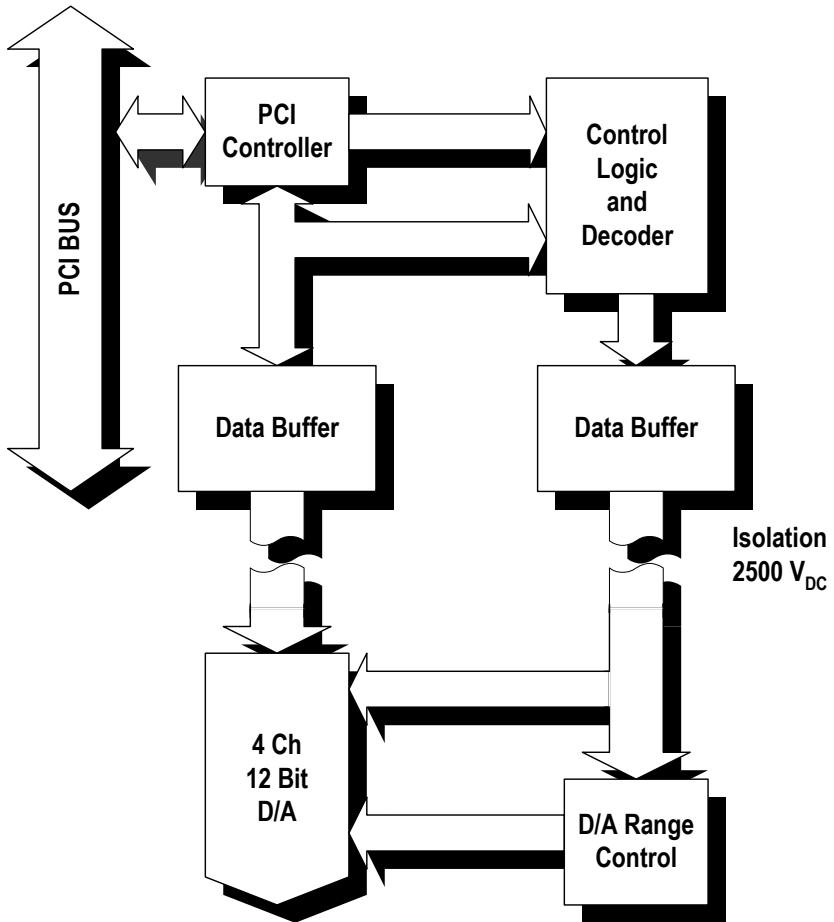 PCI BUS
PCI
Controller
Control
Logic
and
Decoder
Data Buffer
Data Buffer
Isolation
2500 V_DC
4 Ch
12 Bit
D/A
D/A Range
Control